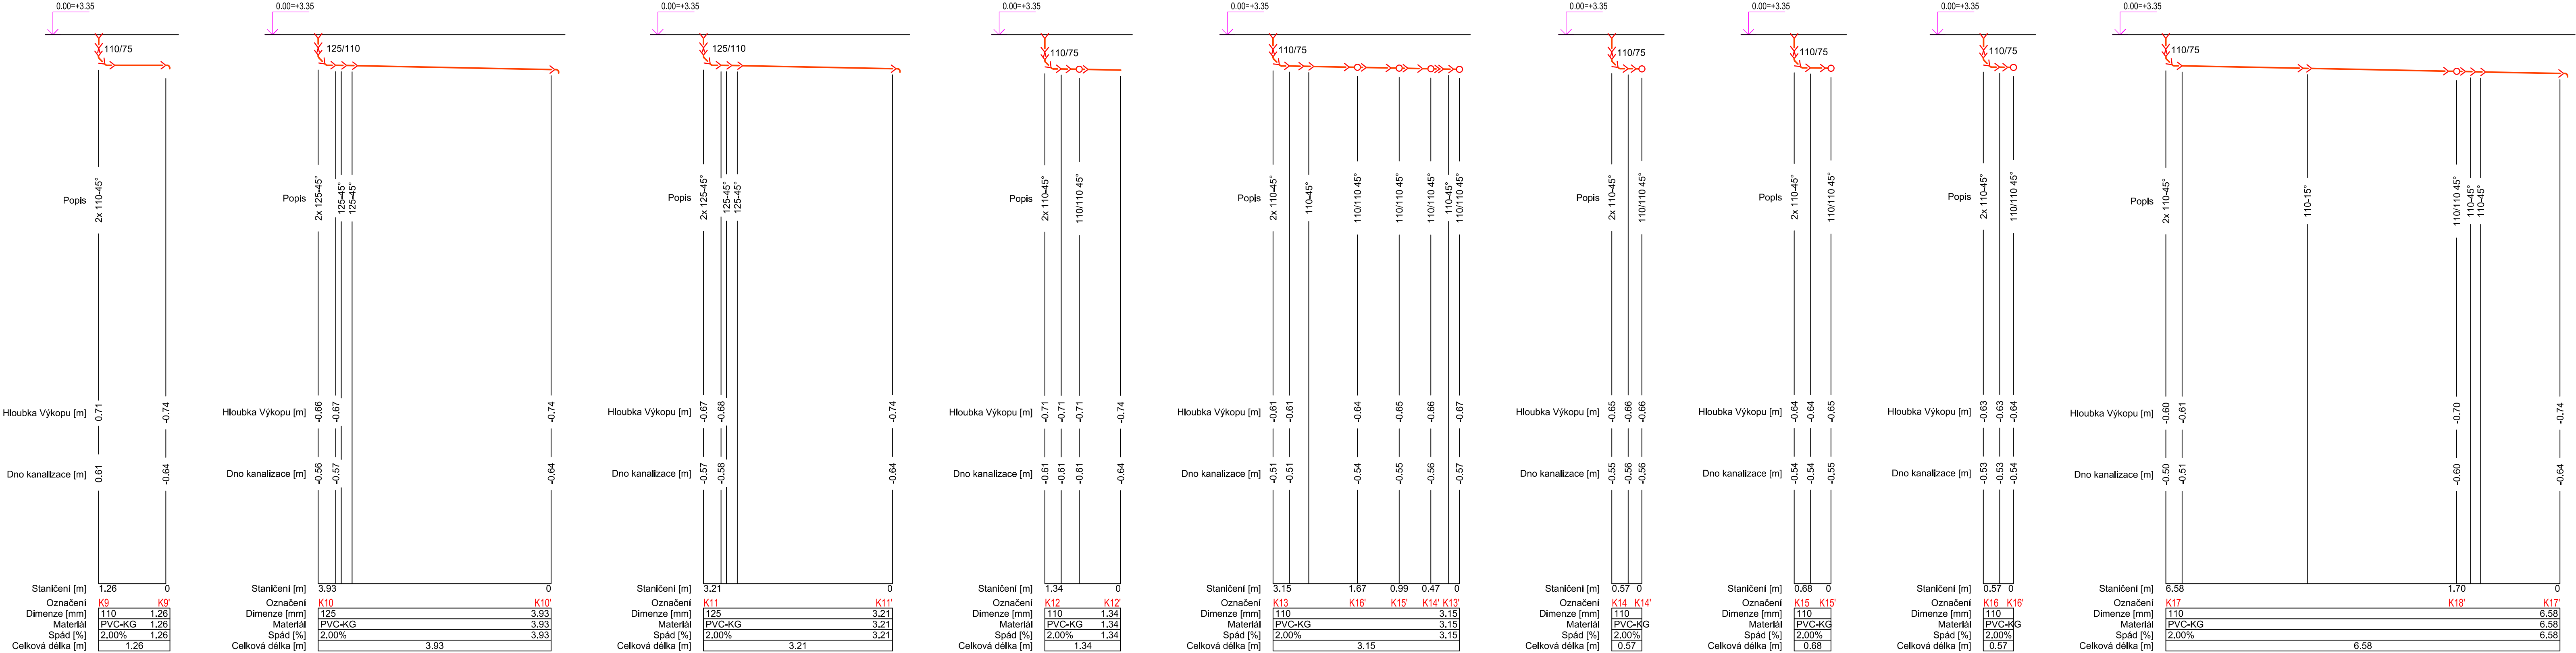 0.00=+3.35
110/75
Popis
2x 110-45°
Hloubka Výkopu [m] 0.71 -0.74
Dno kanalizace [m] 0.61 -0.64
Staničení [m] 1.26 0
Označení K9 K9'
Dimenze [mm] 110 1.26
Materiál PVC-KG 1.26
Spád [%] 2.00% 1.26
Celková délka [m] 1.26
0.00=+3.35
125/110
Popis
2x 125-45° 125-45° 125-45°
Hloubka Výkopu [m] -0.66 -0.67 -0.74
Dno kanalizace [m] -0.56 -0.57 -0.64
Staničení [m] 3.93 0
Označení K10 K10'
Dimenze [mm] 125 3.93
Materiál PVC-KG 3.93
Spád [%] 2.00% 3.93
Celková délka [m] 3.93
0.00=+3.35
125/110
Popis
2x 125-45° 125-45° 125-45°
Hloubka Výkopu [m] -0.67 -0.68 -0.74
Dno kanalizace [m] -0.57 -0.58 -0.64
Staničení [m] 3.21 0
Označení K11 K11'
Dimenze [mm] 125 3.21
Materiál PVC-KG 3.21
Spád [%] 2.00% 3.21
Celková délka [m] 3.21
0.00=+3.35
110/75
Popis
2x 110-45° 110/110 45°
Hloubka Výkopu [m] -0.71 -0.71 -0.71 -0.74
Dno kanalizace [m] -0.61 -0.61 -0.61 -0.64
Staničení [m] 1.34 0
Označení K12 K12'
Dimenze [mm] 110 1.34
Materiál PVC-KG 1.34
Spád [%] 2.00% 1.34
Celková délka [m] 1.34
0.00=+3.35
110/75
Popis
2x 110-45° 110-45° 110/110 45° 110/110 45° 110/110 45° 110-45° 110/110 45°
Hloubka Výkopu [m] -0.61 -0.61 -0.64 -0.65 -0.66 -0.67
Dno kanalizace [m] -0.51 -0.51 -0.54 -0.55 -0.56 -0.57
Staničení [m] 3.15 1.67 0.99 0.47 0
Označení K13 K16' K15' K14' K13'
Dimenze [mm] 110 3.15
Materiál PVC-KG 3.15
Spád [%] 2.00% 3.15
Celková délka [m] 3.15
0.00=+3.35
110/75
Popis
2x 110-45° 110/110 45°
Hloubka Výkopu [m] -0.65 -0.66 -0.66
Dno kanalizace [m] -0.55 -0.56 -0.56
Staničení [m] 0.57 0
Označení K14 K14'
Dimenze [mm] 110
Materiál PVC-KG
Spád [%] 2.00%
Celková délka [m] 0.57
0.00=+3.35
110/75
Popis
2x 110-45° 110/110 45°
Hloubka Výkopu [m] -0.64 -0.64 -0.65
Dno kanalizace [m] -0.54 -0.54 -0.55
Staničení [m] 0.68 0
Označení K15 K15'
Dimenze [mm] 110
Materiál PVC-KG
Spád [%] 2.00%
Celková délka [m] 0.68
0.00=+3.35
110/75
Popis
2x 110-45° 110/110 45°
Hloubka Výkopu [m] -0.63 -0.63 -0.64
Dno kanalizace [m] -0.53 -0.53 -0.54
Staničení [m] 0.57 0
Označení K16 K16'
Dimenze [mm] 110
Materiál PVC-KG
Spád [%] 2.00%
Celková délka [m] 0.57
0.00=+3.35
110/75
Popis
2x 110-45° 110-15° 110/110 45° 110-45° 110-45°
Hloubka Výkopu [m] -0.60 -0.61 -0.70 -0.74
Dno kanalizace [m] -0.50 -0.51 -0.60 -0.64
Staničení [m] 6.58 1.70 0
Označení K17 K18' K17'
Dimenze [mm] 110 6.58
Materiál PVC-KG 6.58
Spád [%] 2.00% 6.58
Celková délka [m] 6.58